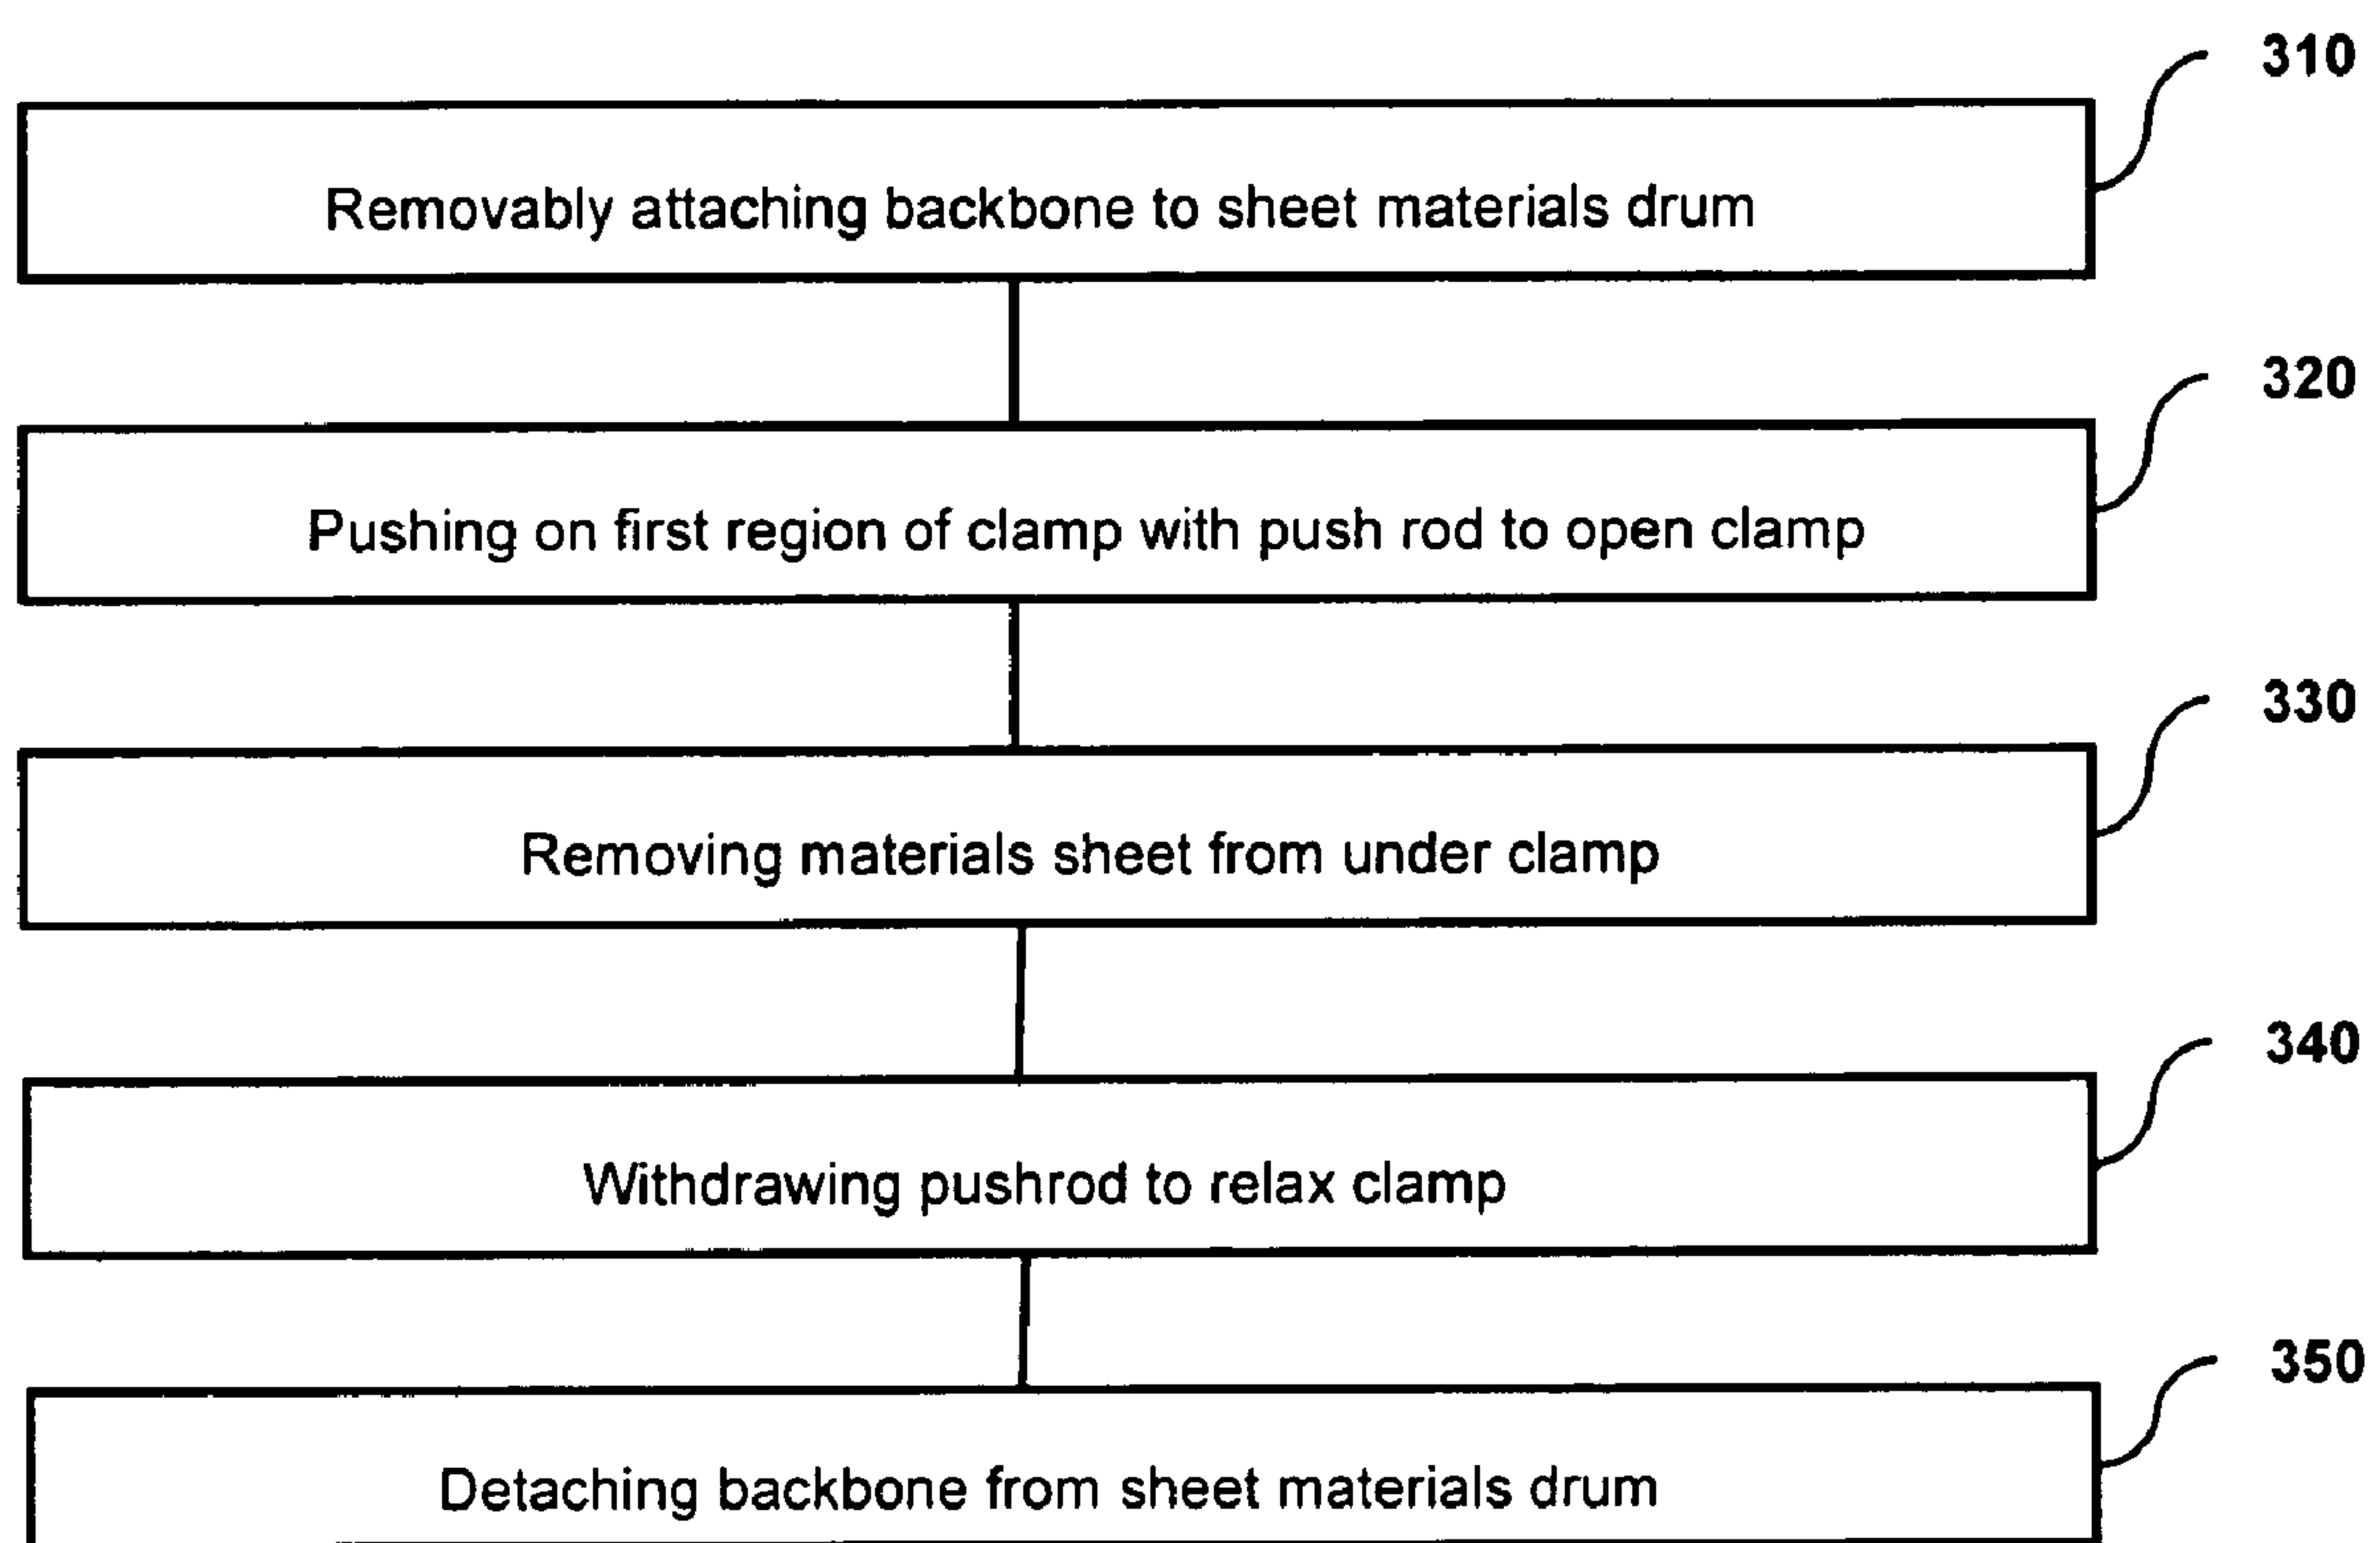 310
Removably attaching backbone to sheet materials drum
320
Pushing on first region of clamp with push rod to open clamp
330
Removing materials sheet from under clamp
340
Withdrawing pushrod to relax clamp
350
Detaching backbone from sheet materials drum